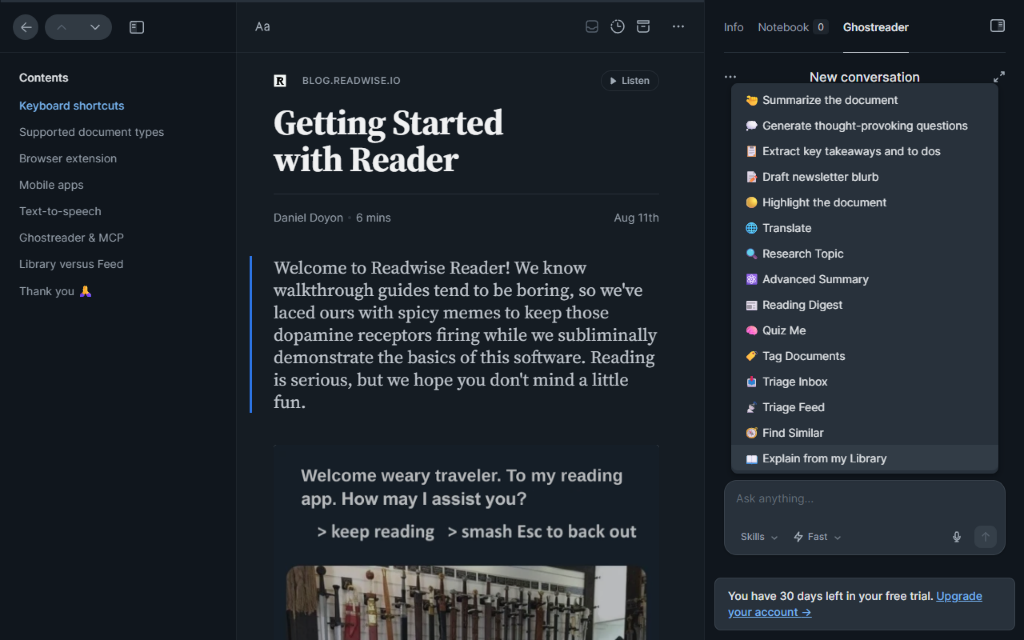 Contents
Keyboard shortcuts
Supported document types
Browser extension
Mobile apps
Text-to-speech
Ghostreader & MCP
Library versus Feed
Thank you 🙏
Aa
R
BLOG.READWISE.IO
Listen
Getting Started
with Reader
Daniel Doyon · 6 mins
Aug 11th
Welcome to Readwise Reader! We know
walkthrough guides tend to be boring, so we've
laced ours with spicy memes to keep those
dopamine receptors firing while we subliminally
demonstrate the basics of this software. Reading
is serious, but we hope you don't mind a little
fun.
Welcome weary traveler. To my reading
app. How may I assist you?
> keep reading > smash Esc to back out
Info
Notebook 0
Ghostreader
New conversation
Summarize the document
Generate thought-provoking questions
Extract key takeaways and to dos
Draft newsletter blurb
Highlight the document
Translate
Research Topic
Advanced Summary
Reading Digest
Quiz Me
Tag Documents
Triage Inbox
Triage Feed
Find Similar
Explain from my Library
Ask anything...
Skills
Fast
You have 30 days left in your free trial. Upgrade
your account →